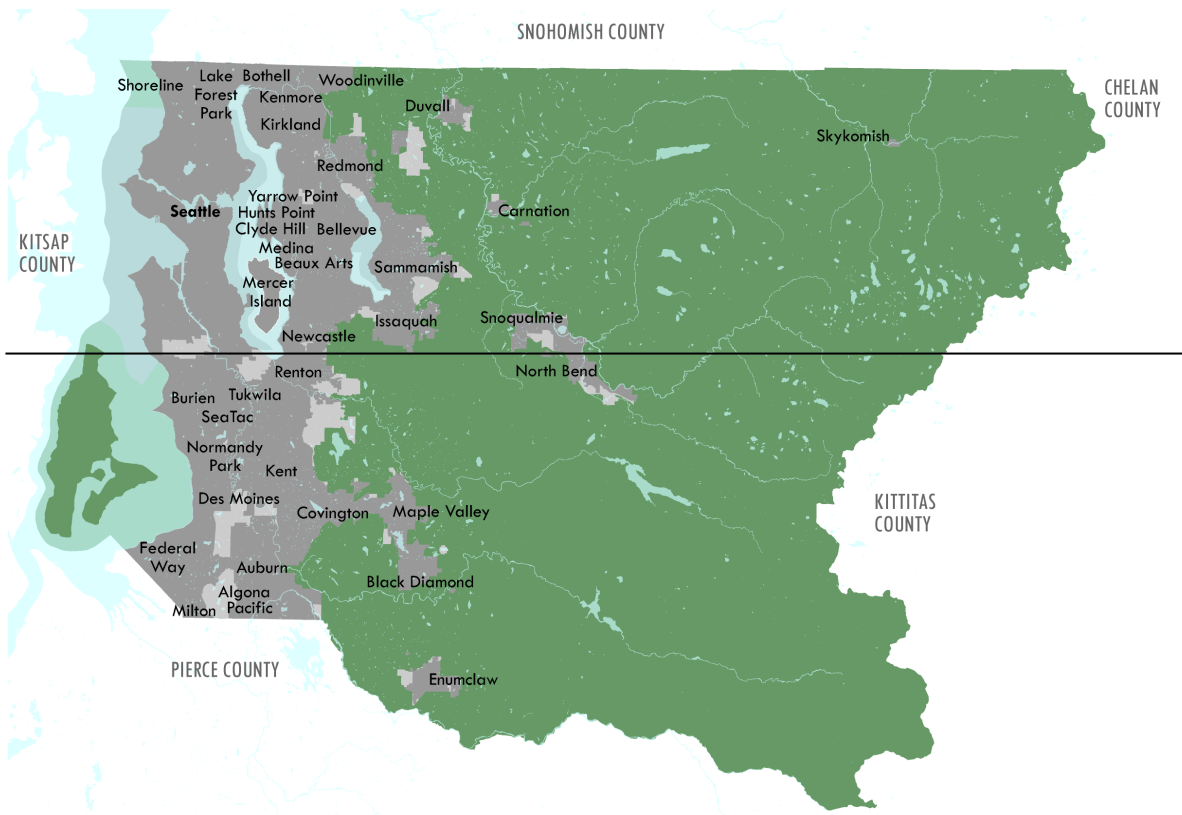 SNOHOMISH COUNTY
CHELAN
COUNTY
Shoreline
Lake
Forest
Park
Bothell
Kenmore
Woodinville
Kirkland
Duvall
Skykomish
Redmond
Yarrow Point
Seattle
Hunts Point
Clyde Hill
Bellevue
Carnation
KITSAP
COUNTY
Medina
Beaux Arts
Sammamish
Mercer
Island
Issaquah
Snoqualmie
Newcastle
Renton
North Bend
Burien
Tukwila
SeaTac
Normandy
Park
Kent
Des Moines
Covington
Maple Valley
KITTITAS
COUNTY
Federal
Way
Auburn
Black Diamond
Algona
Pacific
Milton
PIERCE COUNTY
Enumclaw